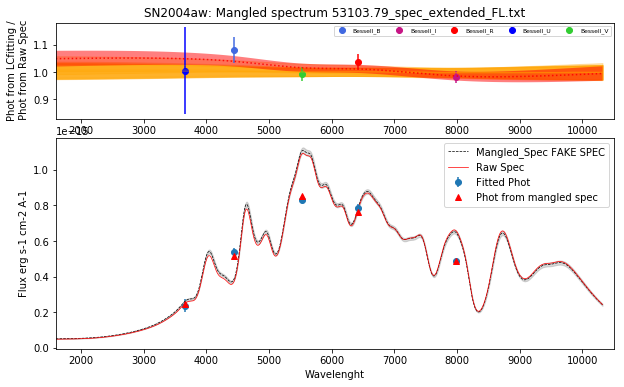 SN2004aw: Mangled spectrum 53103.79_spec_extended_FL.txt
Phot from LCfitting /
Phot from Raw Spec
1.1
1.0
0.9
Bessell_B
Bessell_I
Bessell_R
Bessell_U
Bessell_V
2000 3000 4000 5000 6000 7000 8000 9000 10000
Flux erg s-1 cm-2 A-1
1.0
0.8
0.6
0.4
0.2
0.0
Mangled_Spec FAKE SPEC
Raw Spec
Fitted Phot
Phot from mangled spec
2000 3000 4000 5000 6000 7000 8000 9000 10000
Wavelenght